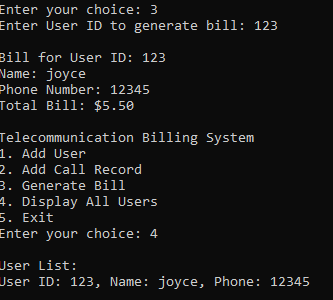 Enter your choice: 3
Enter User ID to generate bill: 123
Bill for User ID: 123
Name: joyce
Phone Number: 12345
Total Bill: $5.50
Telecommunication Billing System
1. Add User
2. Add Call Record
3. Generate Bill
4. Display All Users
5. Exit
Enter your choice: 4
User List:
User ID: 123, Name: joyce, Phone: 12345